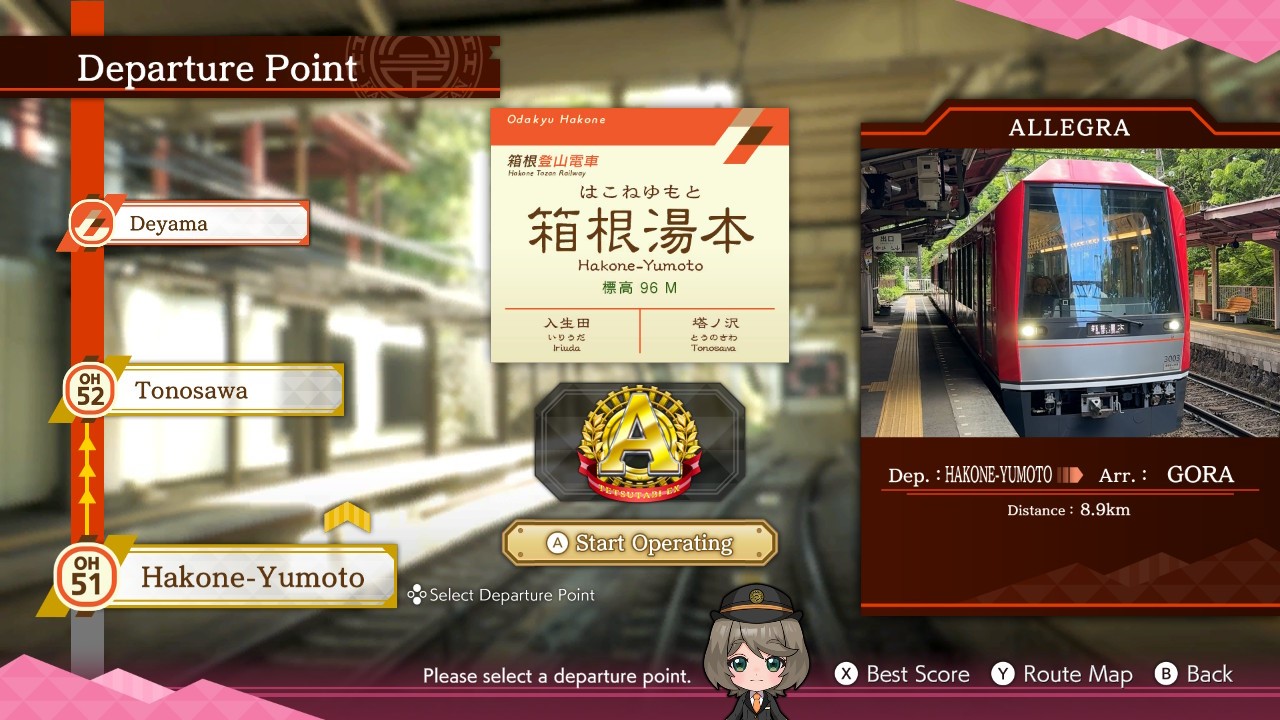 Departure Point
Deyama
OH
52
Tonosawa
OH
51
Hakone-Yumoto
Odakyu Hakone
箱根登山電車
Hakone Tozan Railway
はこねゆもと
箱根湯本
Hakone-Yumoto
標高 96 M
入生田
いりうだ
Iriuda
塔ノ沢
とうのさわ
Tonosawa
A
TETSUTABI EX
A Start Operating
Select Departure Point
ALLEGRA
出口
3003
Dep. : HAKONE-YUMOTO Arr. : GORA
Distance : 8.9km
Please select a departure point.
X Best Score Y Route Map B Back